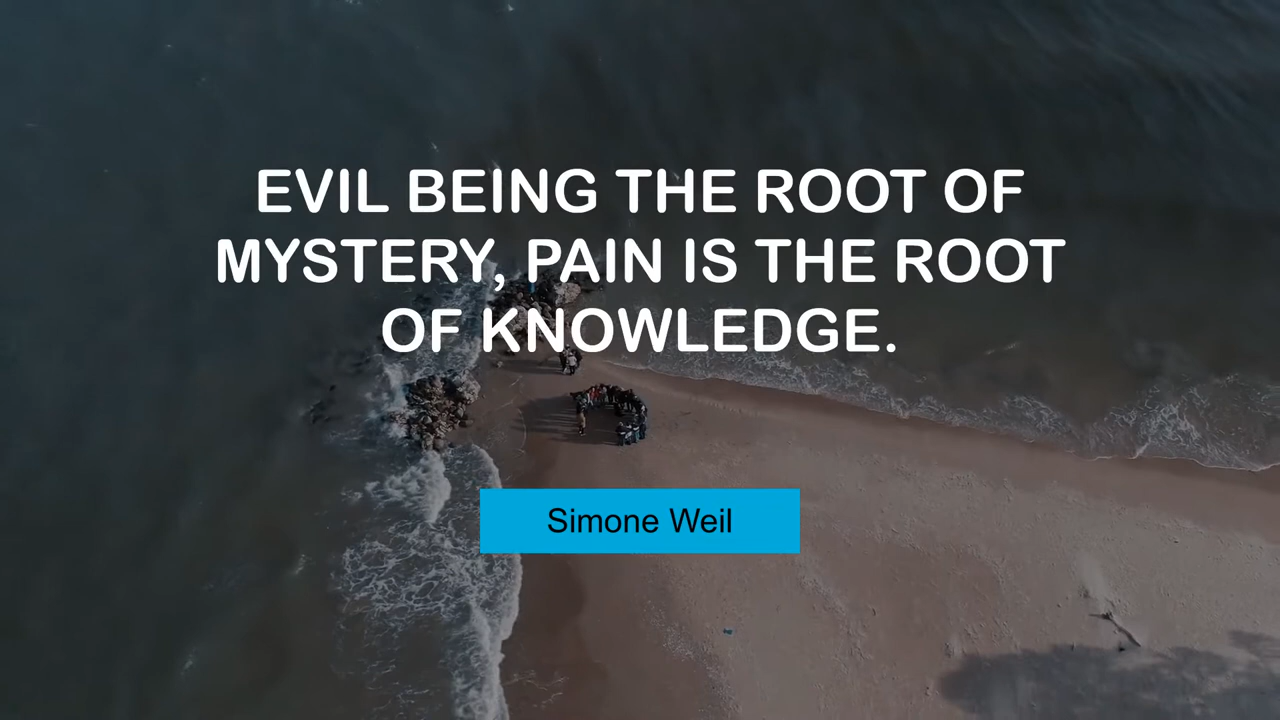 EVIL BEING THE ROOT OF
MYSTERY, PAIN IS THE ROOT
OF KNOWLEDGE.
Simone Weil